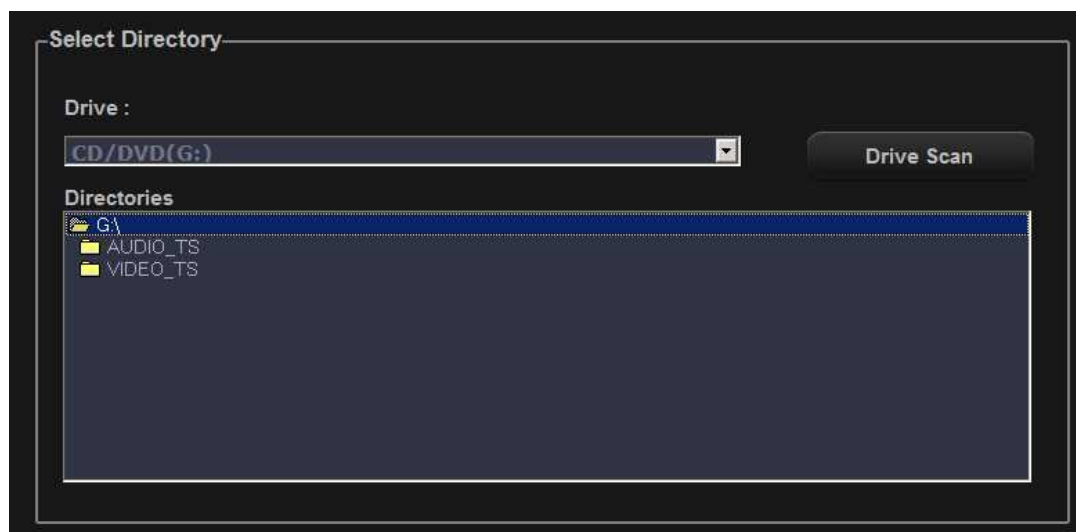 Select Directory
Drive :
CD/DVD(G:)
Drive Scan
Directories
G:\
AUDIO_TS
VIDEO_TS